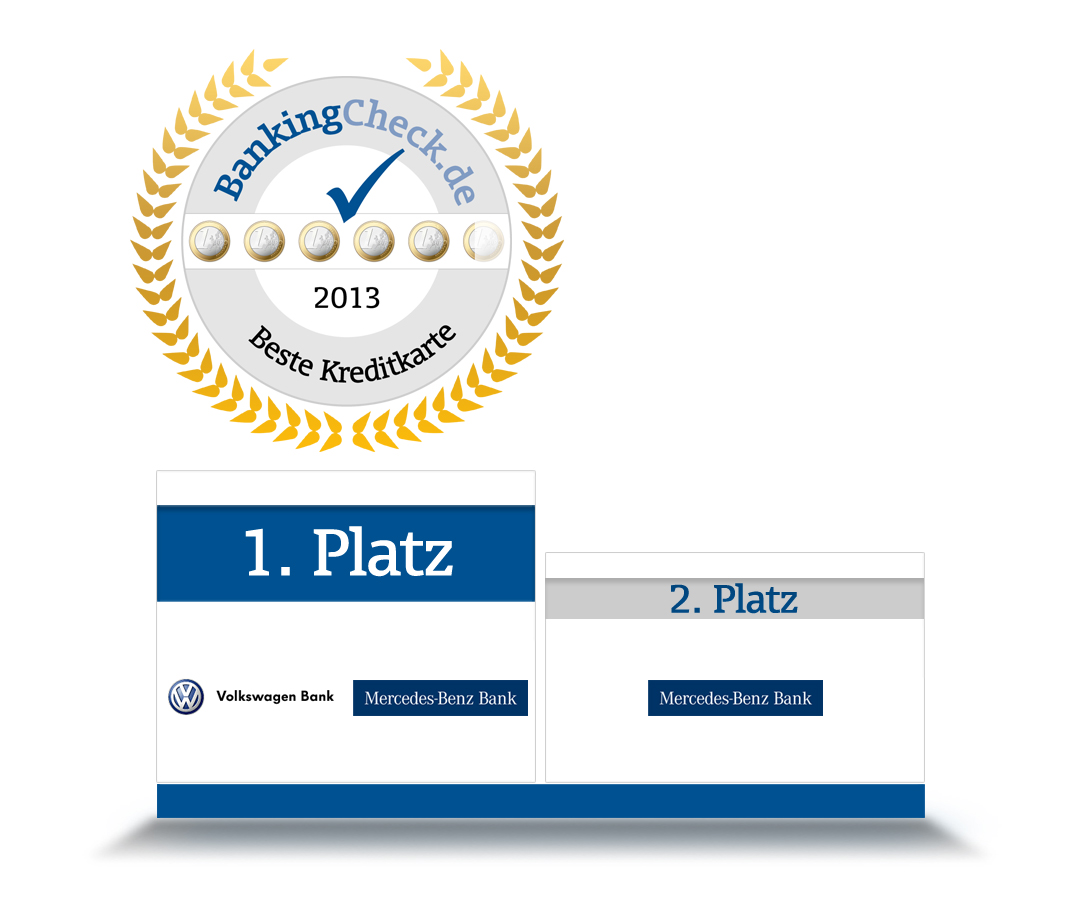 BankingCheck.de
2013
Beste Kreditkarte
1. Platz
Volkswagen Bank
Mercedes-Benz Bank
2. Platz
Mercedes-Benz Bank